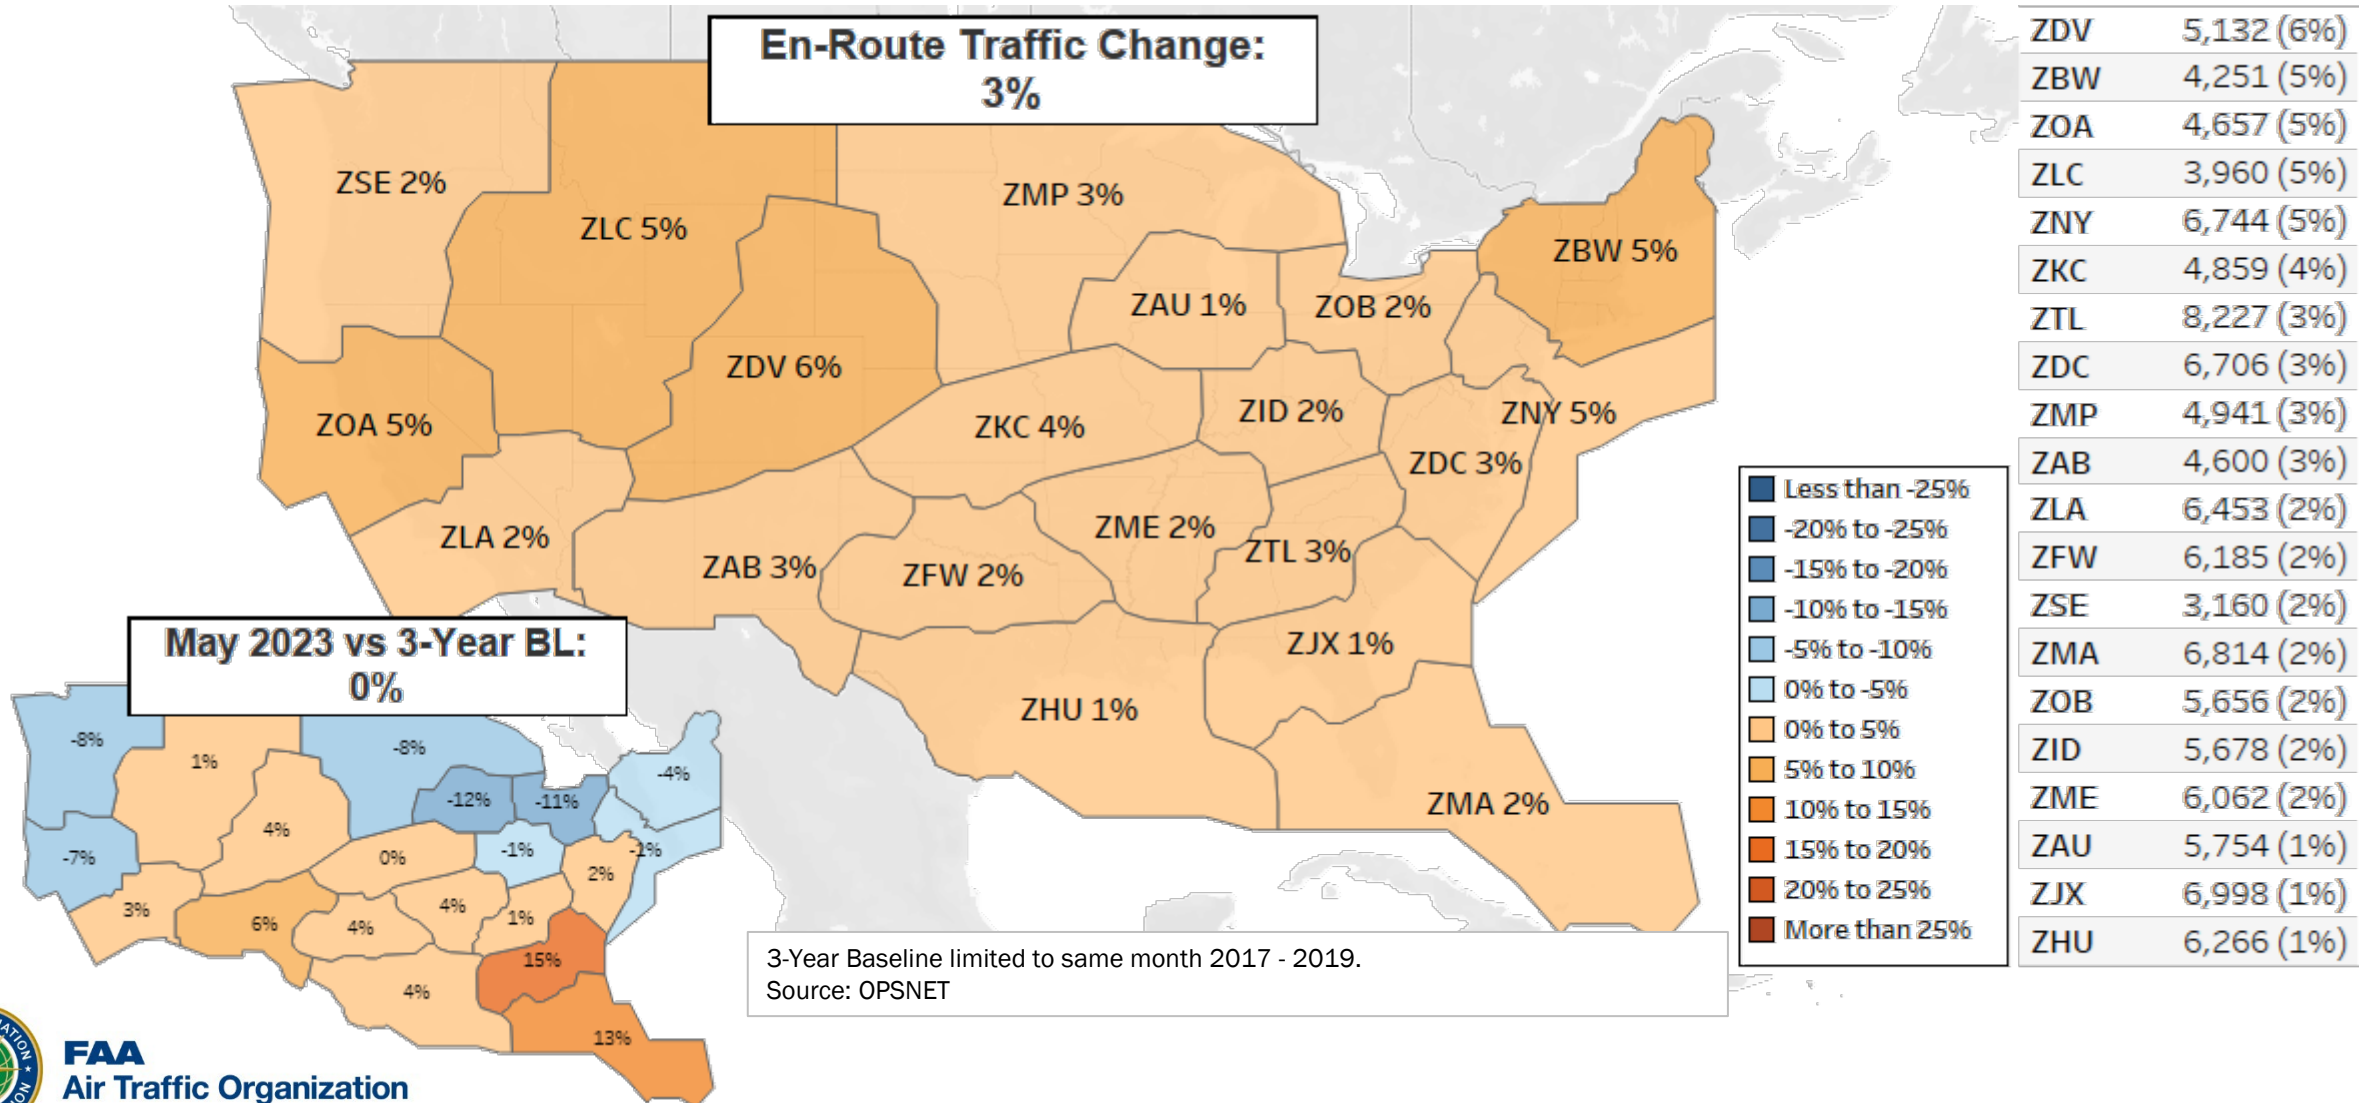 En-Route Traffic Change:
3%
ZSE 2%
ZLC 5%
ZMP 3%
ZBW 5%
ZAU 1%
ZOB 2%
ZDV 6%
ZOA 5%
ZKC 4%
ZID 2%
ZNY 5%
ZDC 3%
ZLA 2%
ZAB 3%
ZFW 2%
ZME 2%
ZTL 3%
ZJX 1%
ZHU 1%
ZMA 2%
May 2023 vs 3-Year BL:
0%
-8%
1%
-8%
-4%
-12%
-11%
4%
-7%
0%
-1%
2%
3%
6%
4%
4%
1%
15%
4%
13%
Less than -25%
-20% to -25%
-15% to -20%
-10% to -15%
-5% to -10%
0% to -5%
0% to 5%
5% to 10%
10% to 15%
15% to 20%
20% to 25%
More than 25%
ZDV 5,132 (6%)
ZBW 4,251 (5%)
ZOA 4,657 (5%)
ZLC 3,960 (5%)
ZNY 6,744 (5%)
ZKC 4,859 (4%)
ZTL 8,227 (3%)
ZDC 6,706 (3%)
ZMP 4,941 (3%)
ZAB 4,600 (3%)
ZLA 6,453 (2%)
ZFW 6,185 (2%)
ZSE 3,160 (2%)
ZMA 6,814 (2%)
ZOB 5,656 (2%)
ZID 5,678 (2%)
ZME 6,062 (2%)
ZAU 5,754 (1%)
ZJX 6,998 (1%)
ZHU 6,266 (1%)
3-Year Baseline limited to same month 2017 - 2019.
Source: OPSNET
FAA
Air Traffic Organization